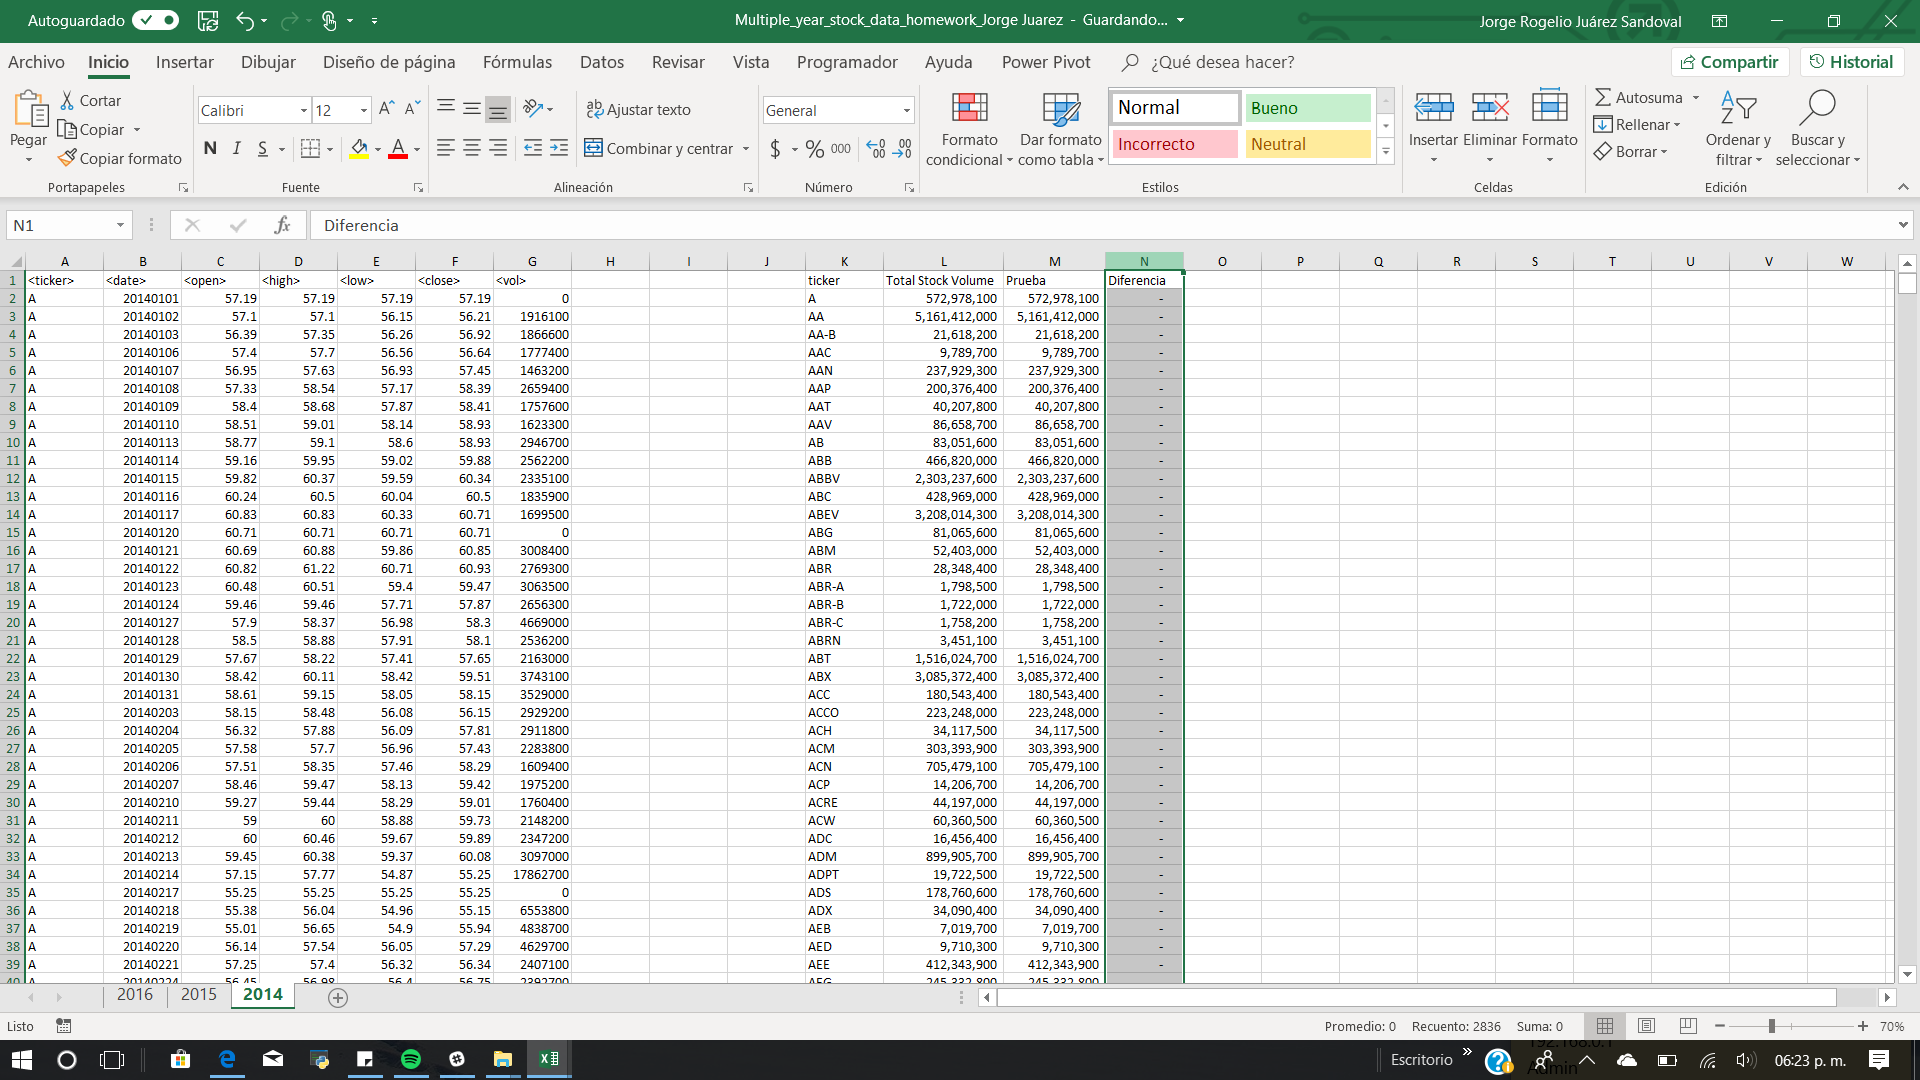 Autoguardado
Multiple_year_stock_data_homework_Jorge Juarez - Guardando...
Jorge Rogelio Juárez Sandoval
Archivo Inicio Insertar Dibujar Diseño de página Fórmulas Datos Revisar Vista Programador Ayuda Power Pivot ¿Qué desea hacer? Compartir Historial
Pegar
Cortar
Copiar
Copiar formato
Portapapeles
Calibri 12
N I S
Fuente
Ajustar texto
Combinar y centrar
Alineación
General
$ % 000
Número
Formato condicional
Dar formato como tabla
Normal Bueno
Incorrecto Neutral
Estilos
Insertar Eliminar Formato
Celdas
Autosuma
Rellenar
Borrar
Ordenar y filtrar
Buscar y seleccionar
Edición
N1 fx Diferencia
A B C D E F G H I J K L M N O P Q R S T U V W
1 <ticker> <date> <open> <high> <low> <close> <vol> ticker Total Stock Volume Prueba Diferencia
2 A 20140101 57.19 57.19 57.19 57.19 0 A 572,978,100 572,978,100 -
3 A 20140102 57.1 57.1 56.15 56.21 1916100 AA 5,161,412,000 5,161,412,000 -
4 A 20140103 56.39 57.35 56.26 56.92 1866600 AA-B 21,618,200 21,618,200 -
5 A 20140106 57.4 57.7 56.56 56.64 1777400 AAC 9,789,700 9,789,700 -
6 A 20140107 56.95 57.63 56.93 57.45 1463200 AAN 237,929,300 237,929,300 -
7 A 20140108 57.33 58.54 57.17 58.39 2659400 AAP 200,376,400 200,376,400 -
8 A 20140109 58.4 58.68 57.87 58.41 1757600 AAT 40,207,800 40,207,800 -
9 A 20140110 58.51 59.01 58.14 58.93 1623300 AAV 86,658,700 86,658,700 -
10 A 20140113 58.77 59.1 58.6 58.93 2946700 AB 83,051,600 83,051,600 -
11 A 20140114 59.16 59.95 59.02 59.88 2562200 ABB 466,820,000 466,820,000 -
12 A 20140115 59.82 60.37 59.59 60.34 2335100 ABBV 2,303,237,600 2,303,237,600 -
13 A 20140116 60.24 60.5 60.04 60.5 1835900 ABC 428,969,000 428,969,000 -
14 A 20140117 60.83 60.83 60.33 60.71 1699500 ABEV 3,208,014,300 3,208,014,300 -
15 A 20140120 60.71 60.71 60.71 60.71 0 ABG 81,065,600 81,065,600 -
16 A 20140121 60.69 60.88 59.86 60.85 3008400 ABM 52,403,000 52,403,000 -
17 A 20140122 60.82 61.22 60.71 60.93 2769300 ABR 28,348,400 28,348,400 -
18 A 20140123 60.48 60.51 59.4 59.47 3063500 ABR-A 1,798,500 1,798,500 -
19 A 20140124 59.46 59.46 57.71 57.87 2656300 ABR-B 1,722,000 1,722,000 -
20 A 20140127 57.9 58.37 56.98 58.3 4669000 ABR-C 1,758,200 1,758,200 -
21 A 20140128 58.5 58.88 57.91 58.1 2536200 ABRN 3,451,100 3,451,100 -
22 A 20140129 57.67 58.22 57.41 57.65 2163000 ABT 1,516,024,700 1,516,024,700 -
23 A 20140130 58.42 60.11 58.42 59.51 3743100 ABX 3,085,372,400 3,085,372,400 -
24 A 20140131 58.61 59.15 58.05 58.15 3529000 ACC 180,543,400 180,543,400 -
25 A 20140203 58.15 58.48 56.08 56.15 2929200 ACCO 223,248,000 223,248,000 -
26 A 20140204 56.32 57.88 56.09 57.81 2911800 ACH 34,117,500 34,117,500 -
27 A 20140205 57.58 57.7 56.96 57.43 2283800 ACM 303,393,900 303,393,900 -
28 A 20140206 57.51 58.35 57.46 58.29 1609400 ACN 705,479,100 705,479,100 -
29 A 20140207 58.46 59.47 58.13 59.42 1975200 ACP 14,206,700 14,206,700 -
30 A 20140210 59.27 59.44 58.29 59.01 1760400 ACRE 44,197,000 44,197,000 -
31 A 20140211 59 60 58.88 59.73 2148200 ACW 60,360,500 60,360,500 -
32 A 20140212 60 60.46 59.67 59.89 2347200 ADC 16,456,400 16,456,400 -
33 A 20140213 59.45 60.38 59.37 60.08 3097000 ADM 899,905,700 899,905,700 -
34 A 20140214 57.15 57.77 54.87 55.25 17862700 ADPT 19,722,500 19,722,500 -
35 A 20140217 55.25 55.25 55.25 55.25 0 ADS 178,760,600 178,760,600 -
36 A 20140218 55.38 56.04 54.96 55.15 6553800 ADX 34,090,400 34,090,400 -
37 A 20140219 55.01 56.65 54.9 55.94 4838700 AEB 7,019,700 7,019,700 -
38 A 20140220 56.14 57.54 56.05 57.29 4629700 AED 9,710,300 9,710,300 -
39 A 20140221 57.25 57.4 56.32 56.34 2407100 AEE 412,343,900 412,343,900 -
2016 2015 2014
Listo Promedio: 0 Recuento: 2836 Suma: 0 70%
Escritorio » 06:23 p. m.